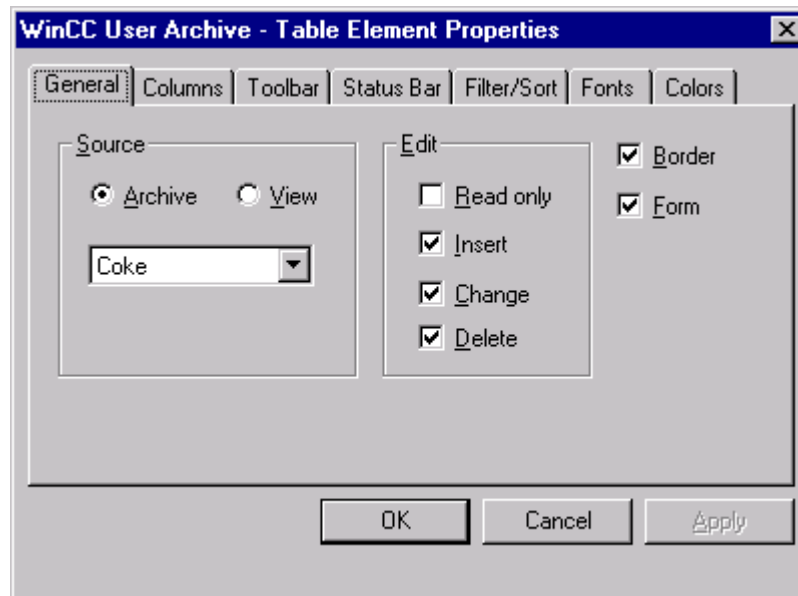 WinCC User Archive - Table Element Properties
General Columns Toolbar Status Bar Filter/Sort Fonts Colors
Source
Archive View
Coke
Edit
Read only
Insert
Change
Delete
Border
Form
OK Cancel Apply